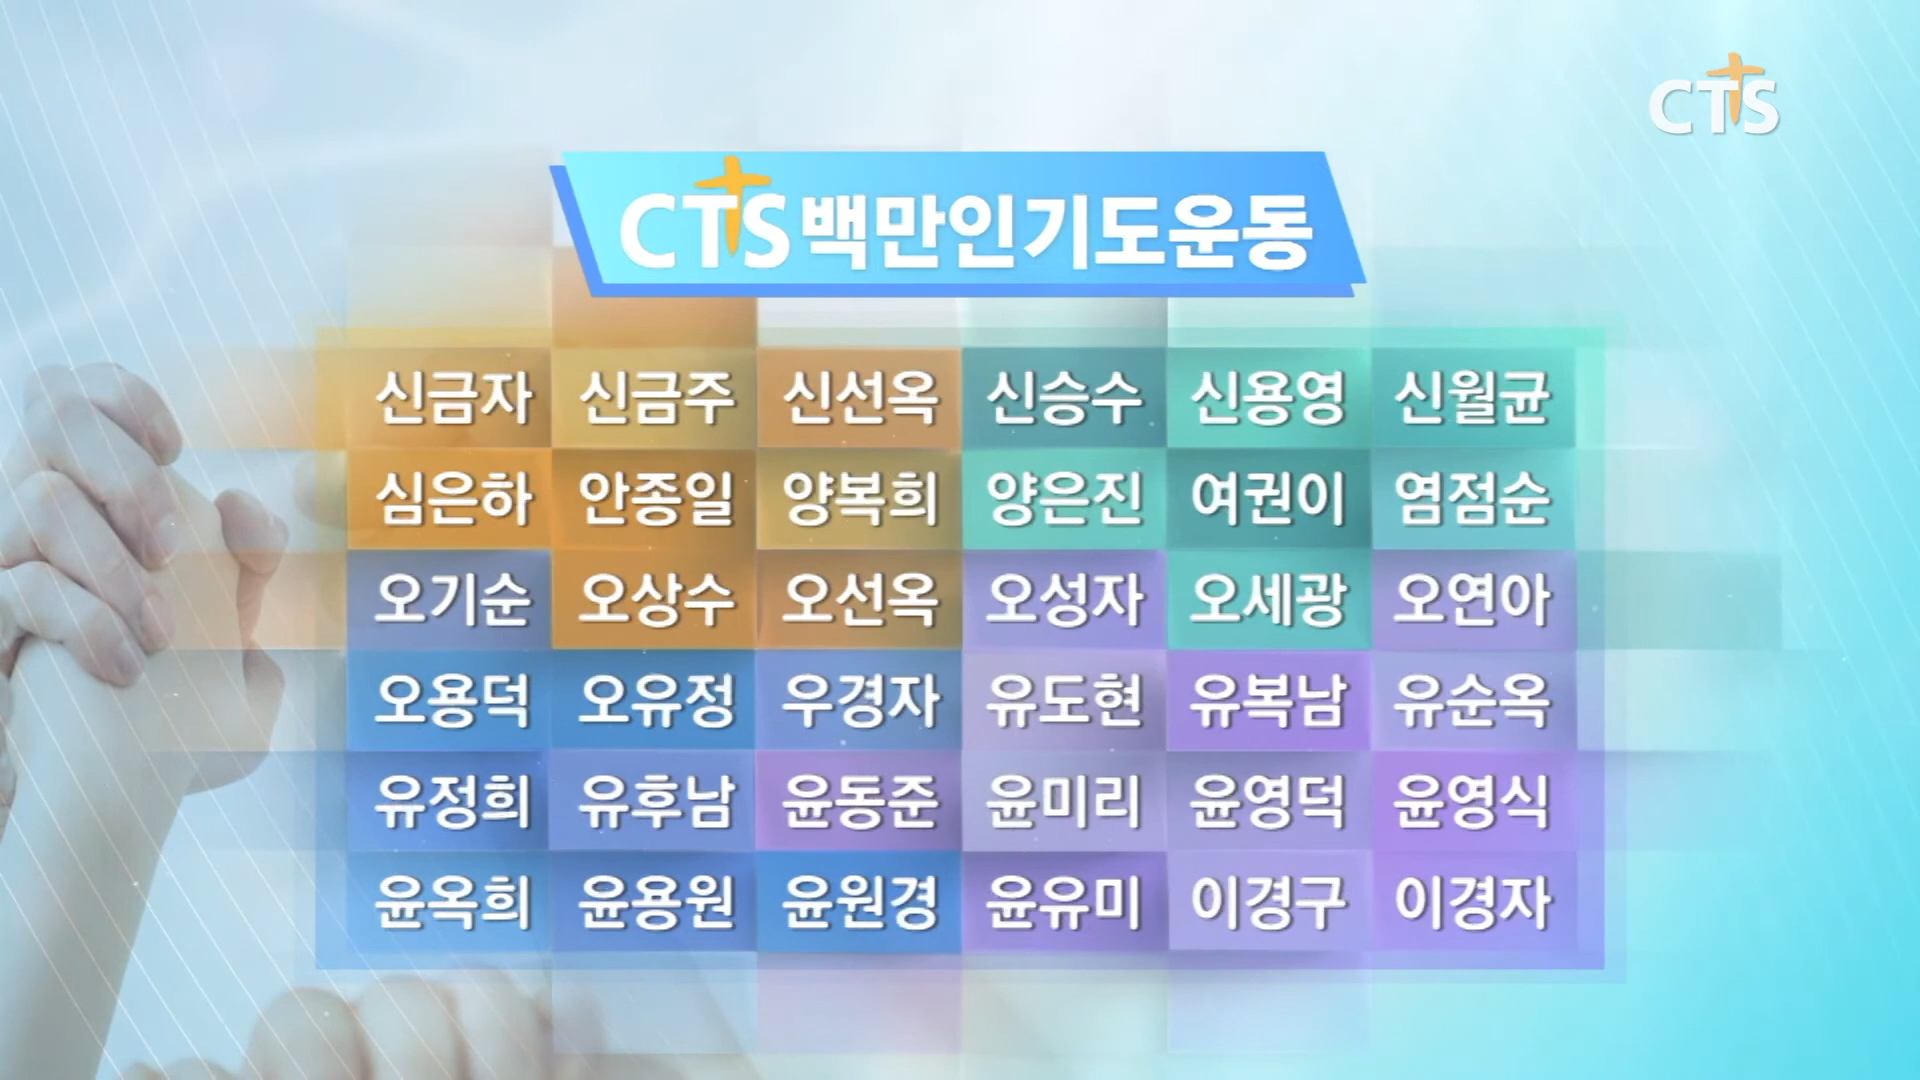 CTS
CTS백만인기도운동
신금자 신금주 신선옥 신승수 신용영 신월균
심은하 안종일 양복희 양은진 여권이 염점순
오기순 오상수 오선옥 오성자 오세광 오연아
오용덕 오유정 우경자 유도현 유복남 유순옥
유정희 유후남 윤동준 윤미리 윤영덕 윤영식
윤옥희 윤용원 윤원경 윤유미 이경구 이경자